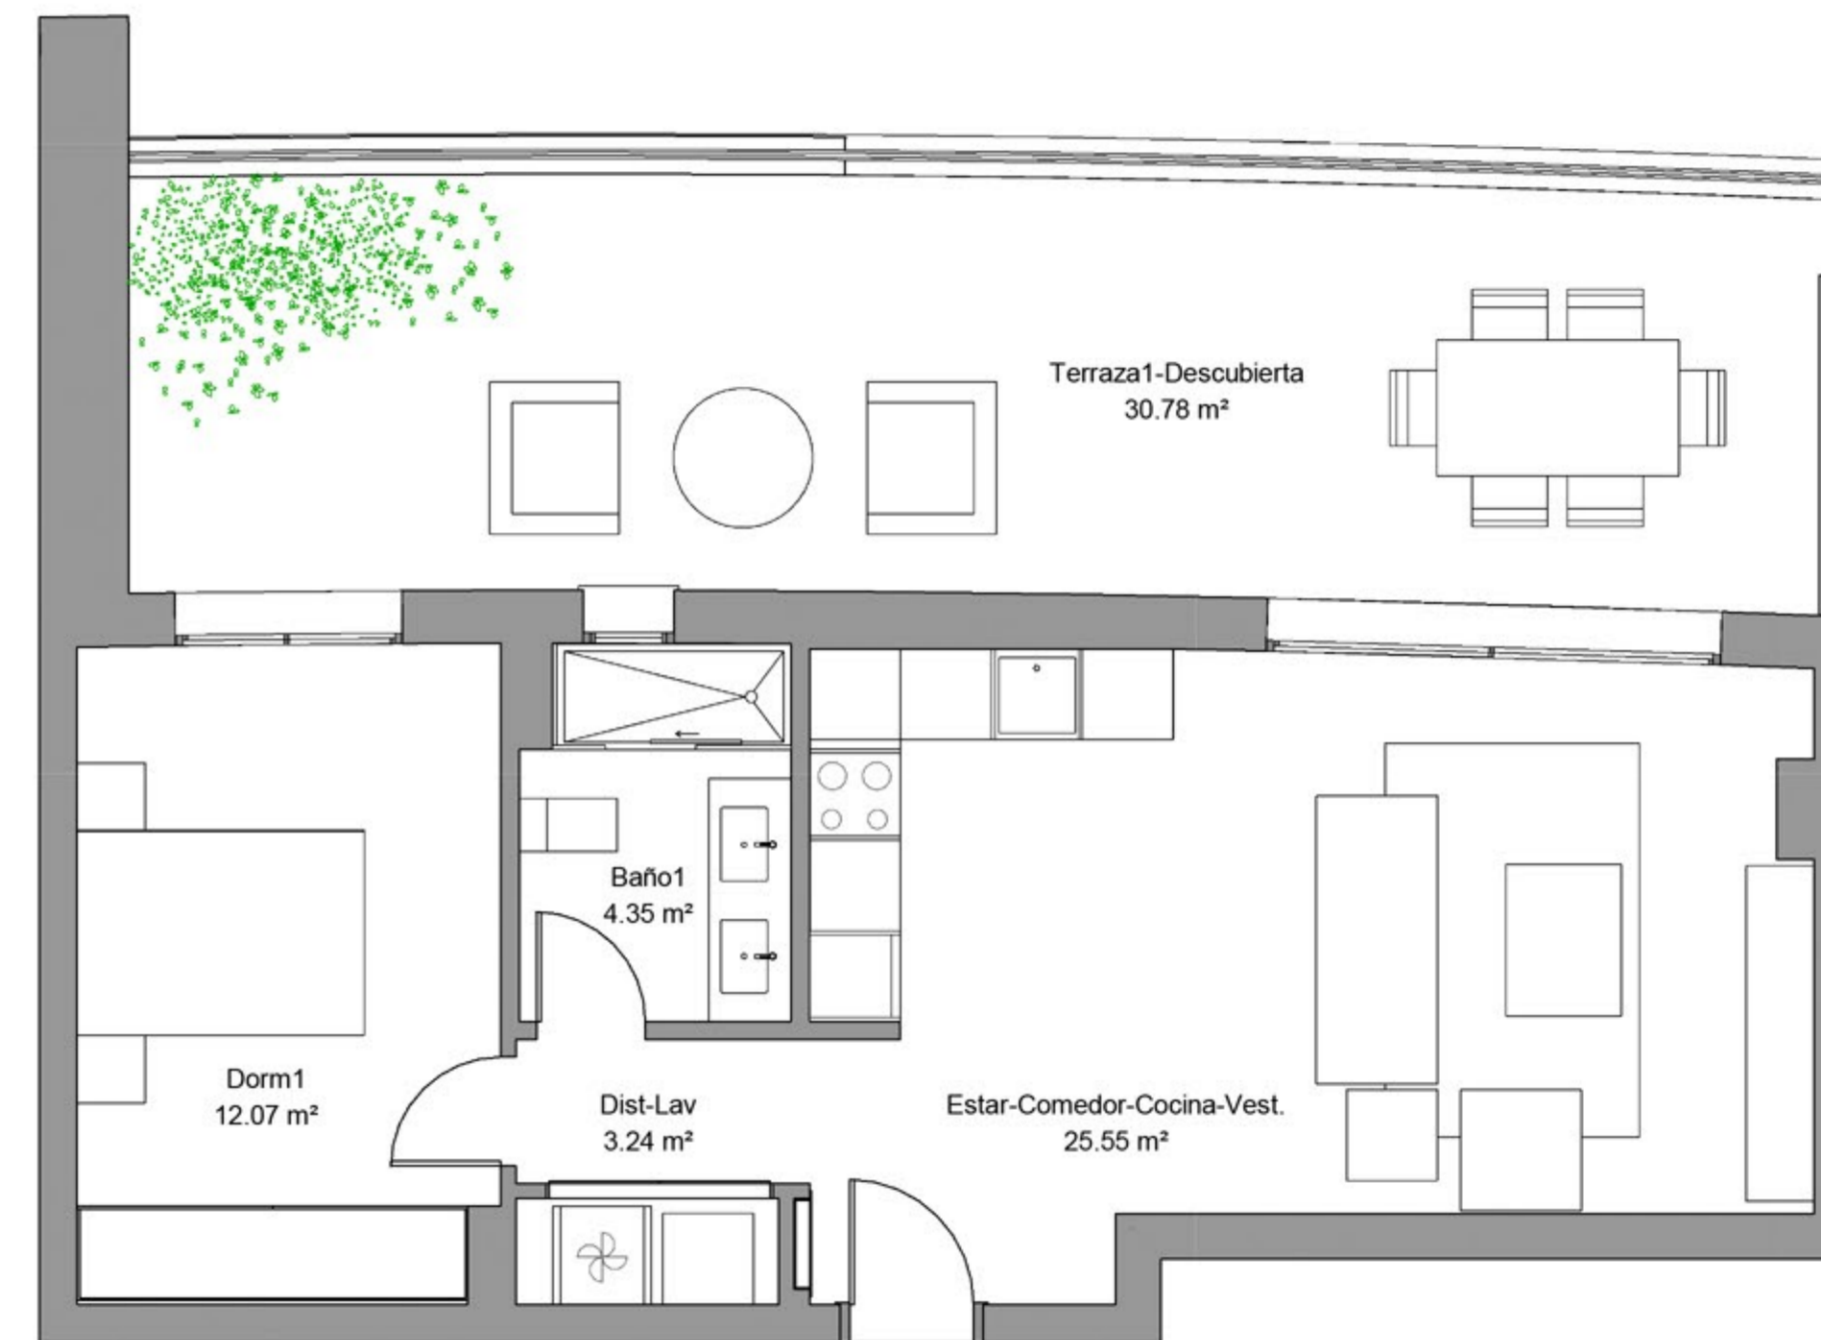 Terraza1-Descubierta
30.78 m²
Baño1
4.35 m²
Dorm1
12.07 m²
Dist-Lav
3.24 m²
Estar-Comedor-Cocina-Vest.
25.55 m²